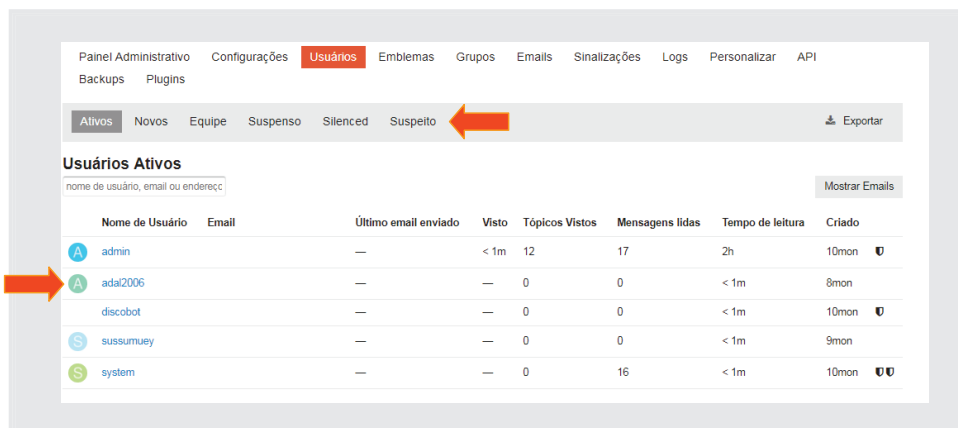 Painel Administrativo Configurações Usuários Emblemas Grupos Emails Sinalizações Logs Personalizar API
Backups Plugins
Ativos Novos Equipe Suspenso Silenced Suspeito Exportar
Usuários Ativos
nome de usuário, email ou endereçc Mostrar Emails
Nome de Usuário Email Último email enviado Visto Tópicos Vistos Mensagens lidas Tempo de leitura Criado
A admin — < 1m 12 17 2h 10mon
A adal2006 — — 0 0 < 1m 8mon
discobot — — 0 0 < 1m 10mon
S sussumuey — — 0 0 < 1m 9mon
S system — — 0 16 < 1m 10mon